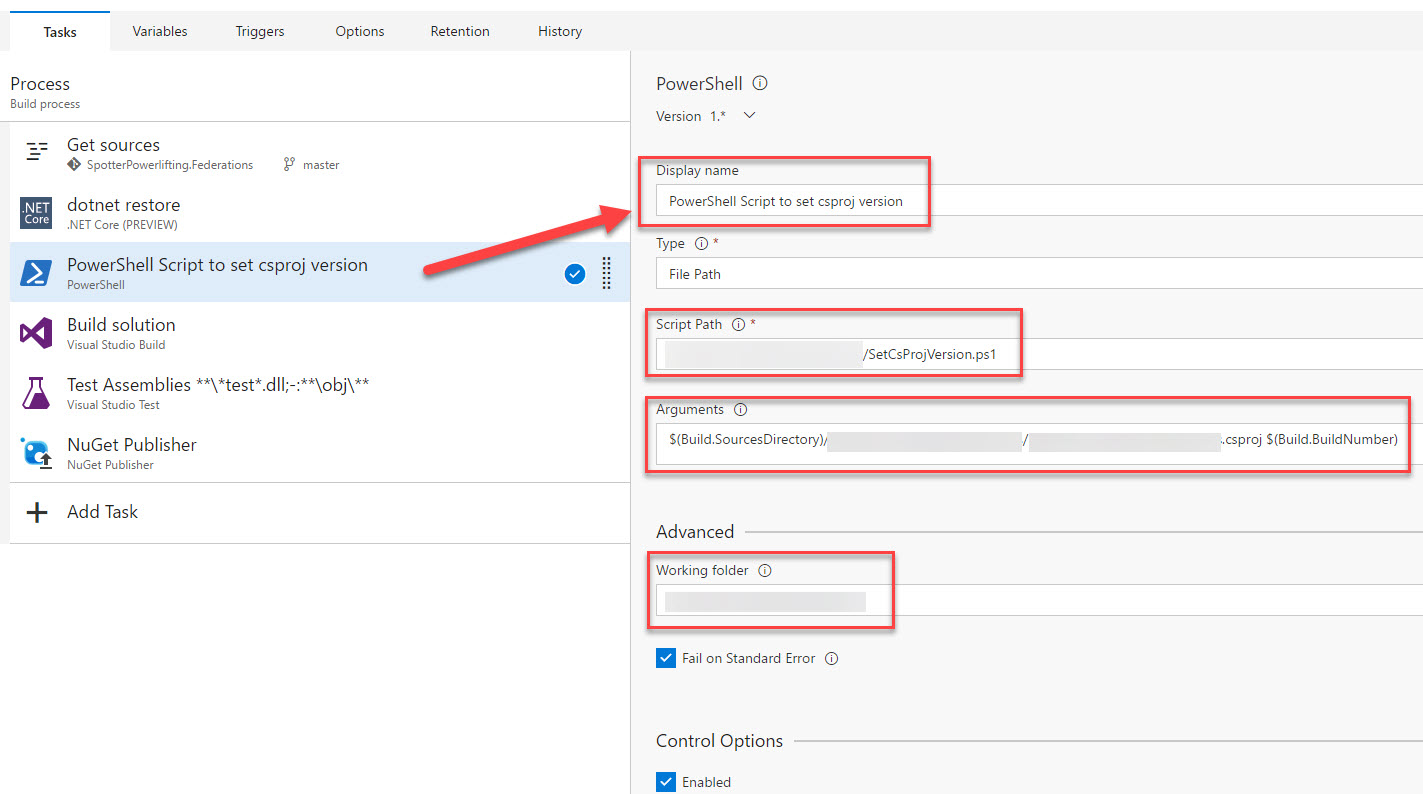 Tasks Variables Triggers Options Retention History
Process
Build process
Get sources
SpotterPowerlifting.Federations master
.NET Core
dotnet restore
.NET Core (PREVIEW)
PowerShell Script to set csproj version
PowerShell
Build solution
Visual Studio Build
Test Assemblies **\*test*.dll;-:**\obj\**
Visual Studio Test
NuGet Publisher
NuGet Publisher
Add Task
PowerShell
Version 1.*
Display name
PowerShell Script to set csproj version
Type *
File Path
Script Path *
/SetCsProjVersion.ps1
Arguments
$(Build.SourcesDirectory)/ / .csproj $(Build.BuildNumber)
Advanced
Working folder
Fail on Standard Error
Control Options
Enabled